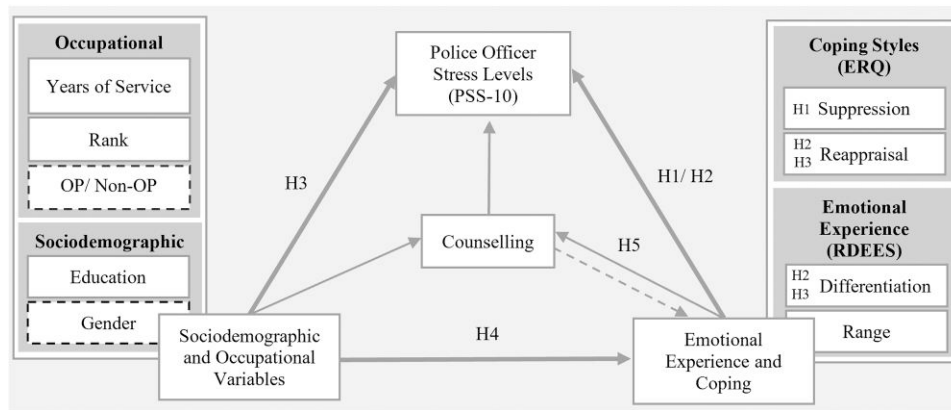 Occupational
Years of Service
Rank
OP/ Non-OP
Sociodemographic
Education
Gender
Police Officer
Stress Levels
(PSS-10)
H3
H1/ H2
Counselling
H5
H4
Sociodemographic
and Occupational
Variables
Emotional
Experience and
Coping
Coping Styles
(ERQ)
H1 Suppression
H2
H3 Reappraisal
Emotional
Experience
(RDEES)
H2
H3 Differentiation
Range